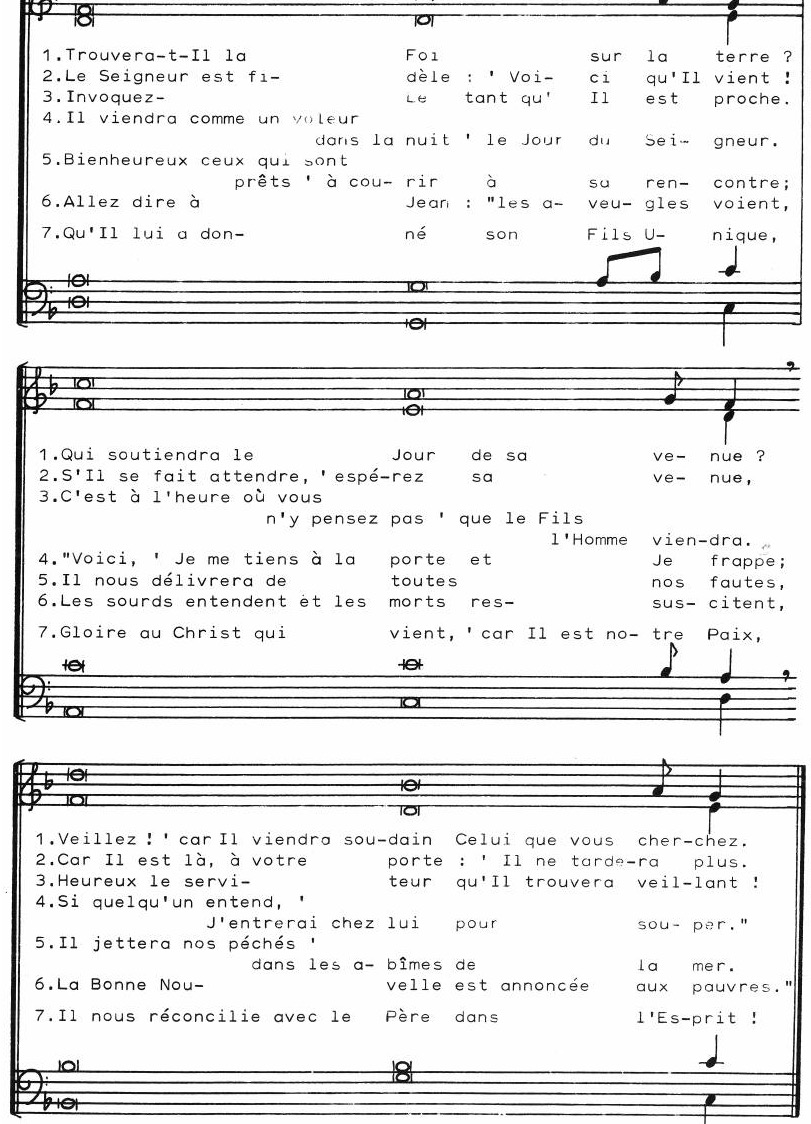 1.Trouvera-t-Il la Foi sur la terre ?
2.Le Seigneur est fi- dèle : ' Voi- ci qu'Il vient !
3.Invoquez- Le tant qu' Il est proche.
4.Il viendra comme un voleur
dans la nuit ' le Jour du Sei- gneur.
5.Bienheureux ceux qui sont
prêts ' à cou- rir à sa ren- contre;
6.Allez dire à Jean : "les a- veu- gles voient,
7.Qu'Il lui a don- né son Fils U- nique,
1.Qui soutiendra le Jour de sa ve- nue ?
2.S'Il se fait attendre, ' espé-rez sa ve- nue,
3.C'est à l'heure où vous
n'y pensez pas ' que le Fils
l'Homme vien-dra.
4."Voici, ' Je me tiens à la porte et Je frappe;
5.Il nous délivrera de toutes nos fautes,
6.Les sourds entendent et les morts res- sus- citent,
7.Gloire au Christ qui vient, ' car Il est no- tre Paix,
1.Veillez ! ' car Il viendra sou-dain Celui que vous cher-chez.
2.Car Il est là, à votre porte : ' Il ne tarde-ra plus.
3.Heureux le servi- teur qu'Il trouvera veil-lant !
4.Si quelqu'un entend, '
J'entrerai chez lui pour sou- per."
5.Il jettera nos péchés '
dans les a- bîmes de la mer.
6.La Bonne Nou- velle est annoncée aux pauvres."
7.Il nous réconcilie avec le Père dans l'Es-prit !